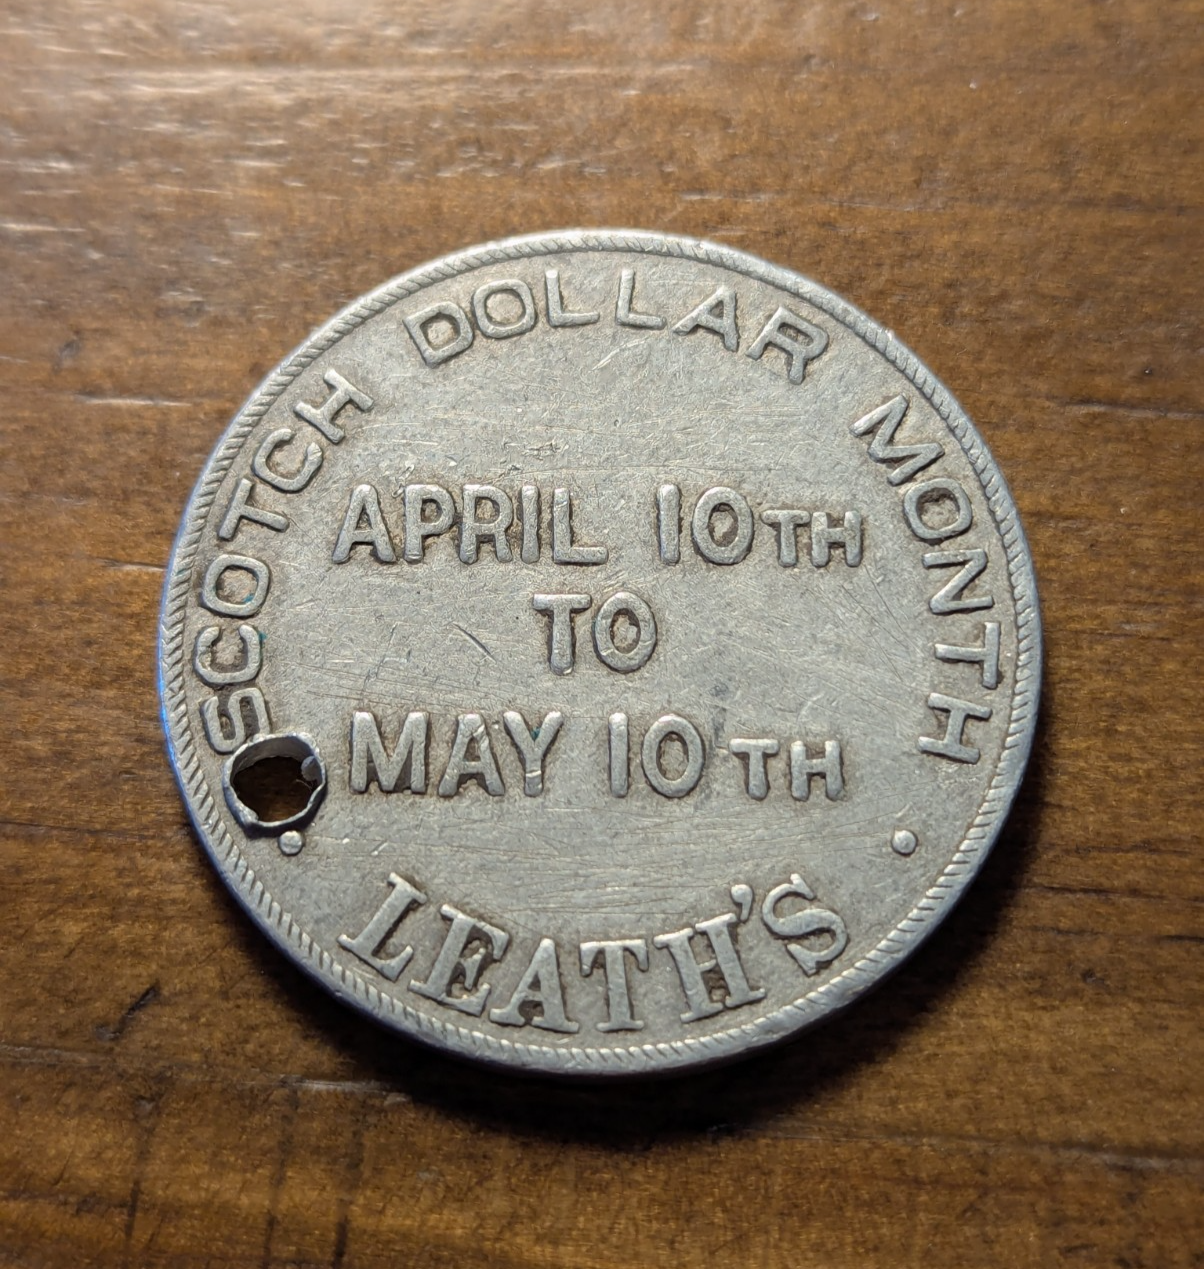 SCOTCH DOLLAR MONTH
APRIL 10TH
TO
MAY 10TH
LEATH'S